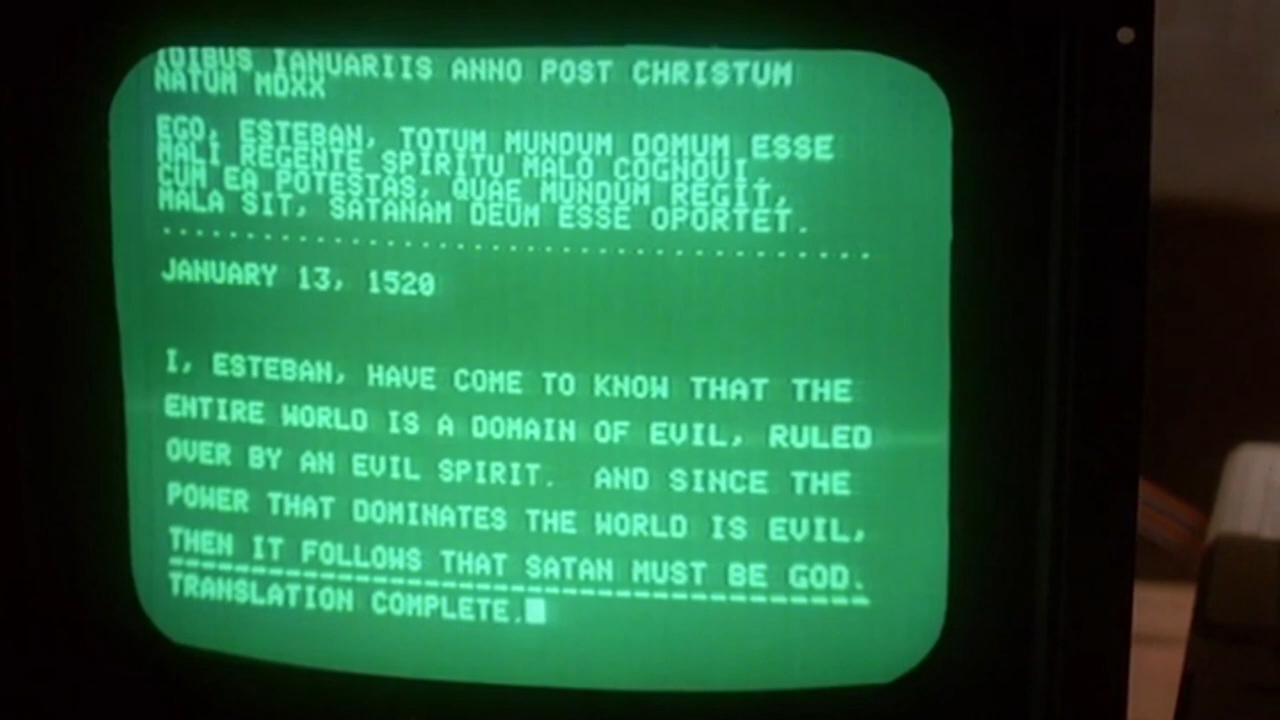 IDIBUS IANUARIIS ANNO POST CHRISTUM
NATUM MDXX
EGO, ESTEBAN, TOTUM MUNDUM DOMUM ESSE
MALI REGENTE SPIRITU MALO COGNOVI.
CUM EA POTESTAS, QUAE MUNDUM REGIT,
MALA SIT, SATANAM DEUM ESSE OPORTET.
JANUARY 13, 1520
I, ESTEBAN, HAVE COME TO KNOW THAT THE
ENTIRE WORLD IS A DOMAIN OF EVIL, RULED
OVER BY AN EVIL SPIRIT. AND SINCE THE
POWER THAT DOMINATES THE WORLD IS EVIL,
THEN IT FOLLOWS THAT SATAN MUST BE GOD.
TRANSLATION COMPLETE.